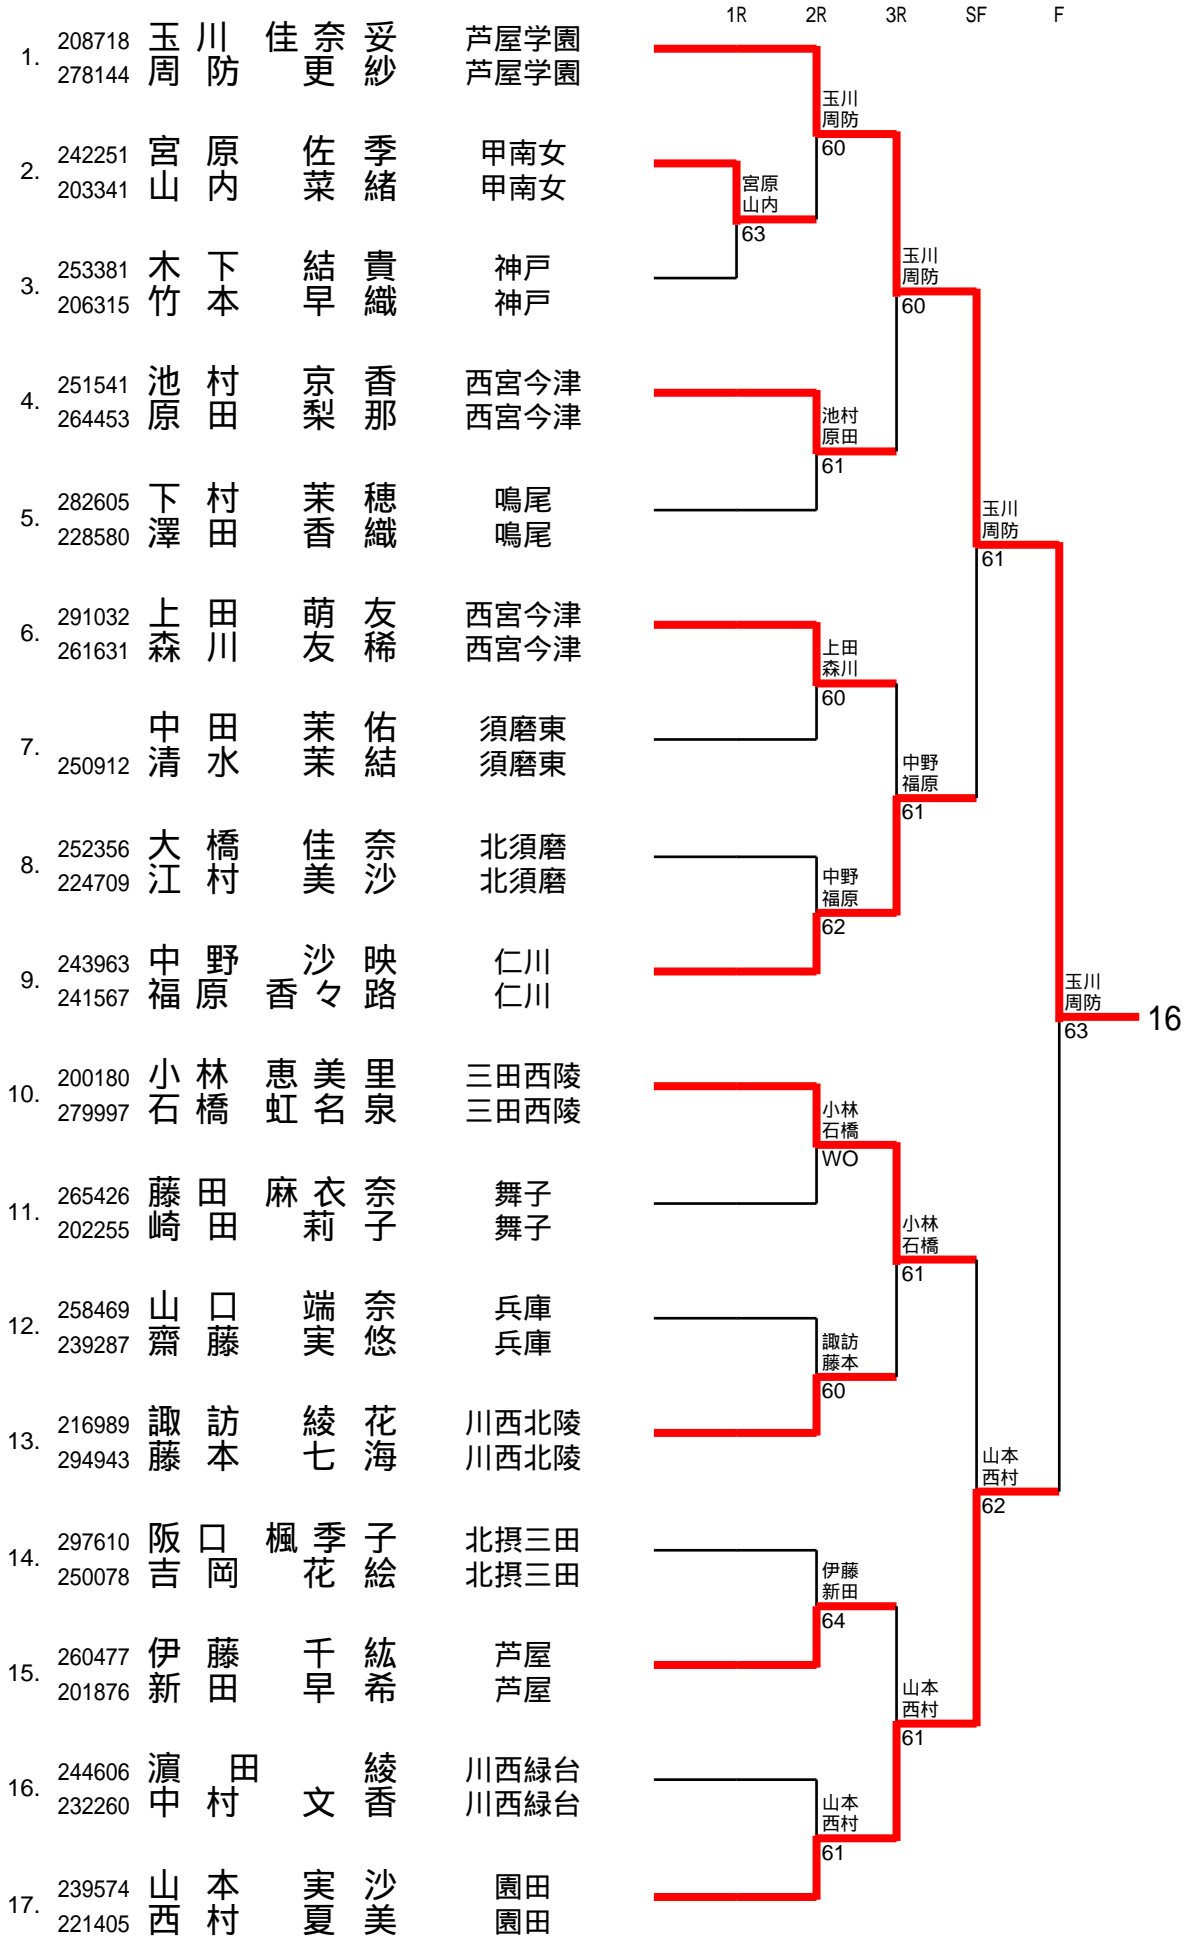 1R 2R 3R SF F
1. 208718 玉川 佳奈妥 芦屋学園
278144 周防 更紗 芦屋学園
玉川
周防
60
2. 242251 宮原 佐季 甲南女
203341 山内 菜緒 甲南女
宮原
山内
63
3. 253381 木下 結貴 神戸
206315 竹本 早織 神戸
玉川
周防
60
4. 251541 池村 京香 西宮今津
264453 原田 梨那 西宮今津
池村
原田
61
5. 282605 下村 茉穂 鳴尾
228580 澤田 香織 鳴尾
玉川
周防
61
6. 291032 上田 萌友 西宮今津
261631 森川 友稀 西宮今津
上田
森川
60
7. 中田 茉佑 須磨東
250912 清水 茉結 須磨東
中野
福原
61
8. 252356 大橋 佳奈 北須磨
224709 江村 美沙 北須磨
中野
福原
62
9. 243963 中野 沙映 仁川
241567 福原 香々路 仁川
玉川
周防
63
16
10. 200180 小林 恵美里 三田西陵
279997 石橋 虹名泉 三田西陵
小林
石橋
WO
11. 265426 藤田 麻衣奈 舞子
202255 崎田 莉子 舞子
小林
石橋
61
12. 258469 山口 端奈 兵庫
239287 齋藤 実悠 兵庫
諏訪
藤本
60
13. 216989 諏訪 綾花 川西北陵
294943 藤本 七海 川西北陵
山本
西村
62
14. 297610 阪口 楓季子 北摂三田
250078 吉岡 花絵 北摂三田
伊藤
新田
64
15. 260477 伊藤 千紘 芦屋
201876 新田 早希 芦屋
山本
西村
61
16. 244606 濵田 綾 川西緑台
232260 中村 文香 川西緑台
山本
西村
61
17. 239574 山本 実沙 園田
221405 西村 夏美 園田